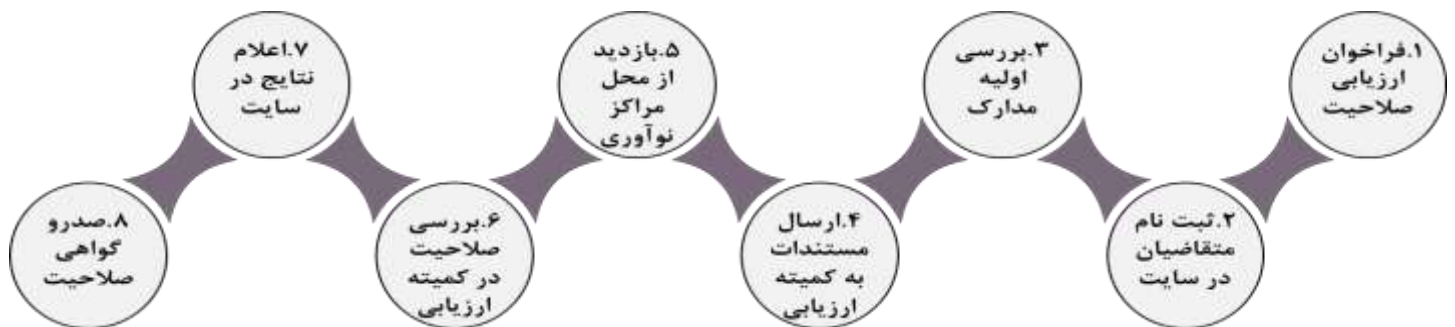 ۱.فراخوان
ارزیابی
صلاحیت
۲.ثبت نام
متقاضیان
در سایت
۳.بررسی
اولیه
مدارک
۴.ارسال
مستندات
به کمیته
ارزیابی
۵.بازدید
از محل
مراکز
نوآوری
۶.بررسی
صلاحیت
در کمیته
ارزیابی
۷.اعلام
نتایج در
سایت
۸.صدرو
گواهی
صلاحیت